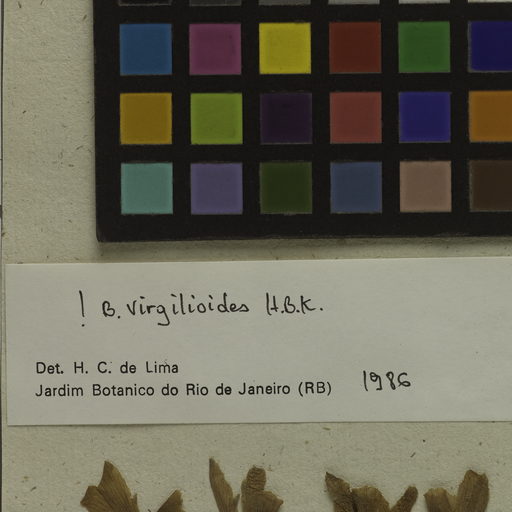 ! B. virgilioides H.B.K.
Det. H. C. de Lima
Jardim Botanico do Rio de Janeiro (RB) 1986